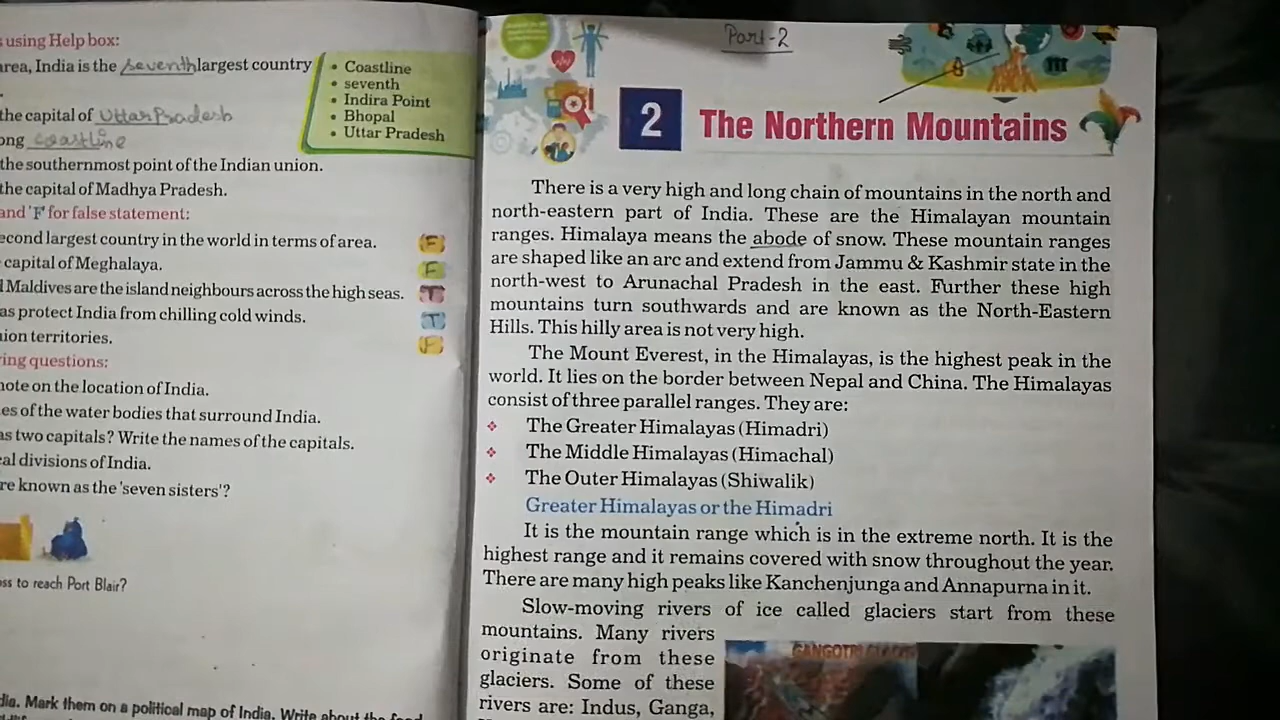 using Help box:
area, India is the seventh largest country
the capital of Uttar Pradesh
ong coastline
the southernmost point of the Indian union.
the capital of Madhya Pradesh.
• Coastline
• seventh
• Indira Point
• Bhopal
• Uttar Pradesh
and 'F' for false statement:
econd largest country in the world in terms of area. F
capital of Meghalaya. F
Maldives are the island neighbours across the high seas. T
as protect India from chilling cold winds. T
ion territories. F
ing questions:
note on the location of India.
es of the water bodies that surround India.
as two capitals? Write the names of the capitals.
cal divisions of India.
re known as the 'seven sisters'?
oss to reach Port Blair?
dia. Mark them on a political map of India. Write about the food
Part-2
2 The Northern Mountains
There is a very high and long chain of mountains in the north and
north-eastern part of India. These are the Himalayan mountain
ranges. Himalaya means the abode of snow. These mountain ranges
are shaped like an arc and extend from Jammu & Kashmir state in the
north-west to Arunachal Pradesh in the east. Further these high
mountains turn southwards and are known as the North-Eastern
Hills. This hilly area is not very high.
The Mount Everest, in the Himalayas, is the highest peak in the
world. It lies on the border between Nepal and China. The Himalayas
consist of three parallel ranges. They are:
❖ The Greater Himalayas (Himadri)
❖ The Middle Himalayas (Himachal)
❖ The Outer Himalayas (Shiwalik)
Greater Himalayas or the Himadri
It is the mountain range which is in the extreme north. It is the
highest range and it remains covered with snow throughout the year.
There are many high peaks like Kanchenjunga and Annapurna in it.
Slow-moving rivers of ice called glaciers start from these
mountains. Many rivers
originate from these
glaciers. Some of these
rivers are: Indus, Ganga,
GANGOTRI GLACIER